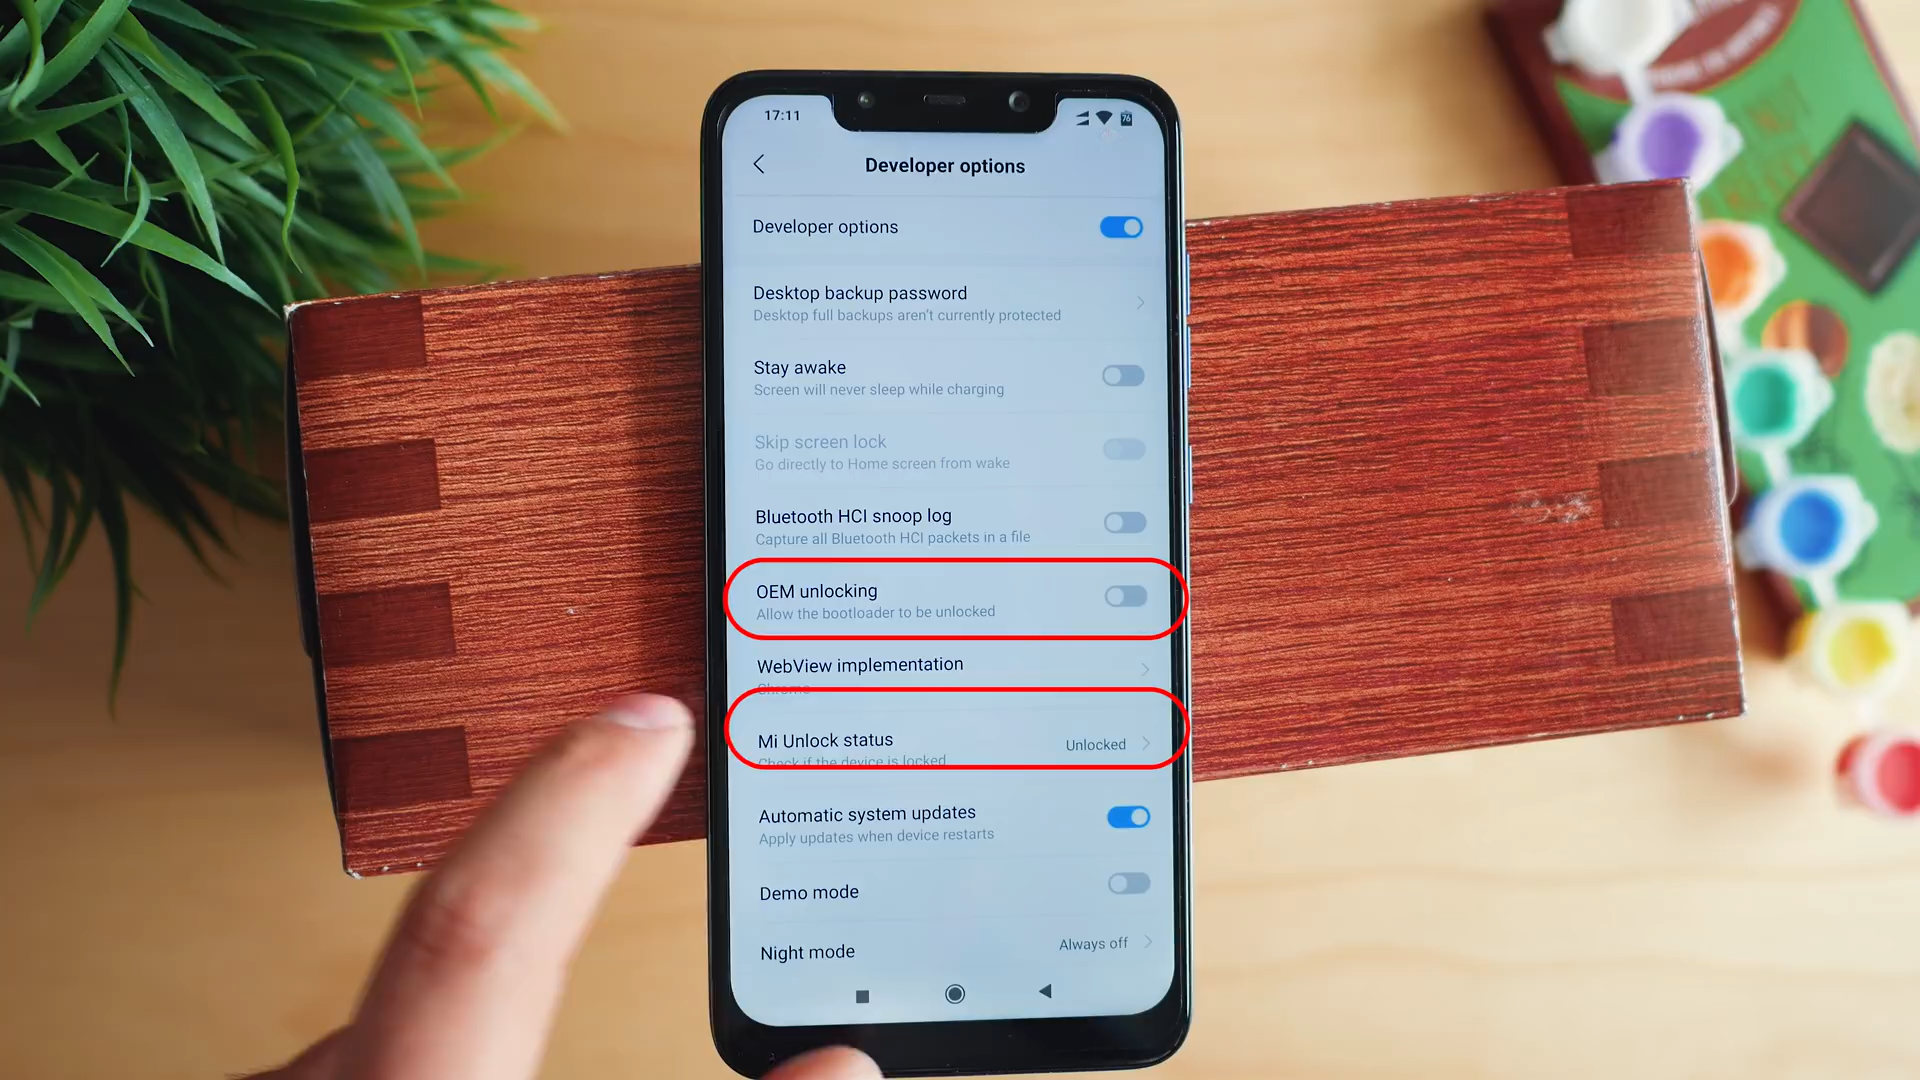 17:11
76
Developer options
Developer options
Desktop backup password
Desktop full backups aren't currently protected
Stay awake
Screen will never sleep while charging
Skip screen lock
Go directly to Home screen from wake
Bluetooth HCI snoop log
Capture all Bluetooth HCI packets in a file
OEM unlocking
Allow the bootloader to be unlocked
WebView implementation
Chrome
Mi Unlock status
Unlocked
Check if the device is locked
Automatic system updates
Apply updates when device restarts
Demo mode
Night mode
Always off